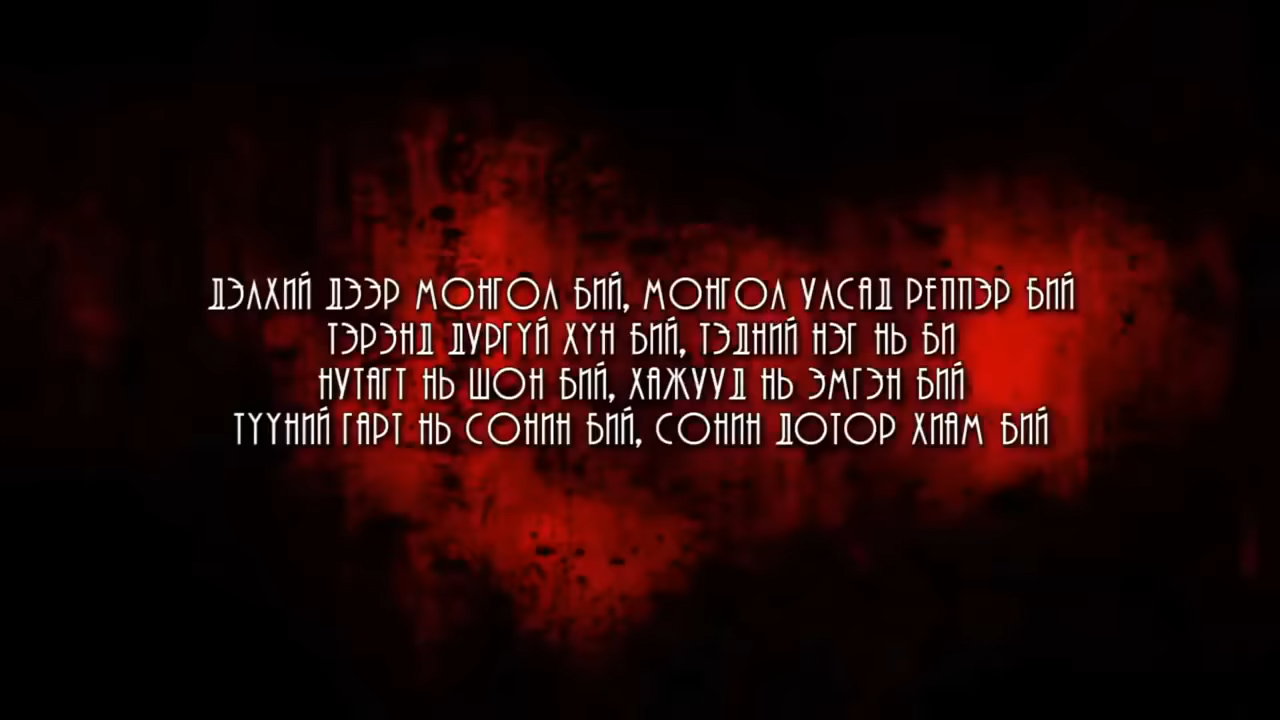 ДЭЛХИЙ ДЭЭР МОНГОЛ БИЙ, МОНГОЛ УЛСАД РЕППЭР БИЙ
ТЭРЭНД ДУРГҮЙ ХҮН БИЙ, ТЭДНИЙ НЭГ НЬ БИ
НУТАГТ НЬ ШОН БИЙ, ХАЖУУД НЬ ЭМГЭН БИЙ
ТҮҮНИЙ ГАРТ НЬ СОНИН БИЙ, СОНИН ДОТОР ХИАМ БИЙ